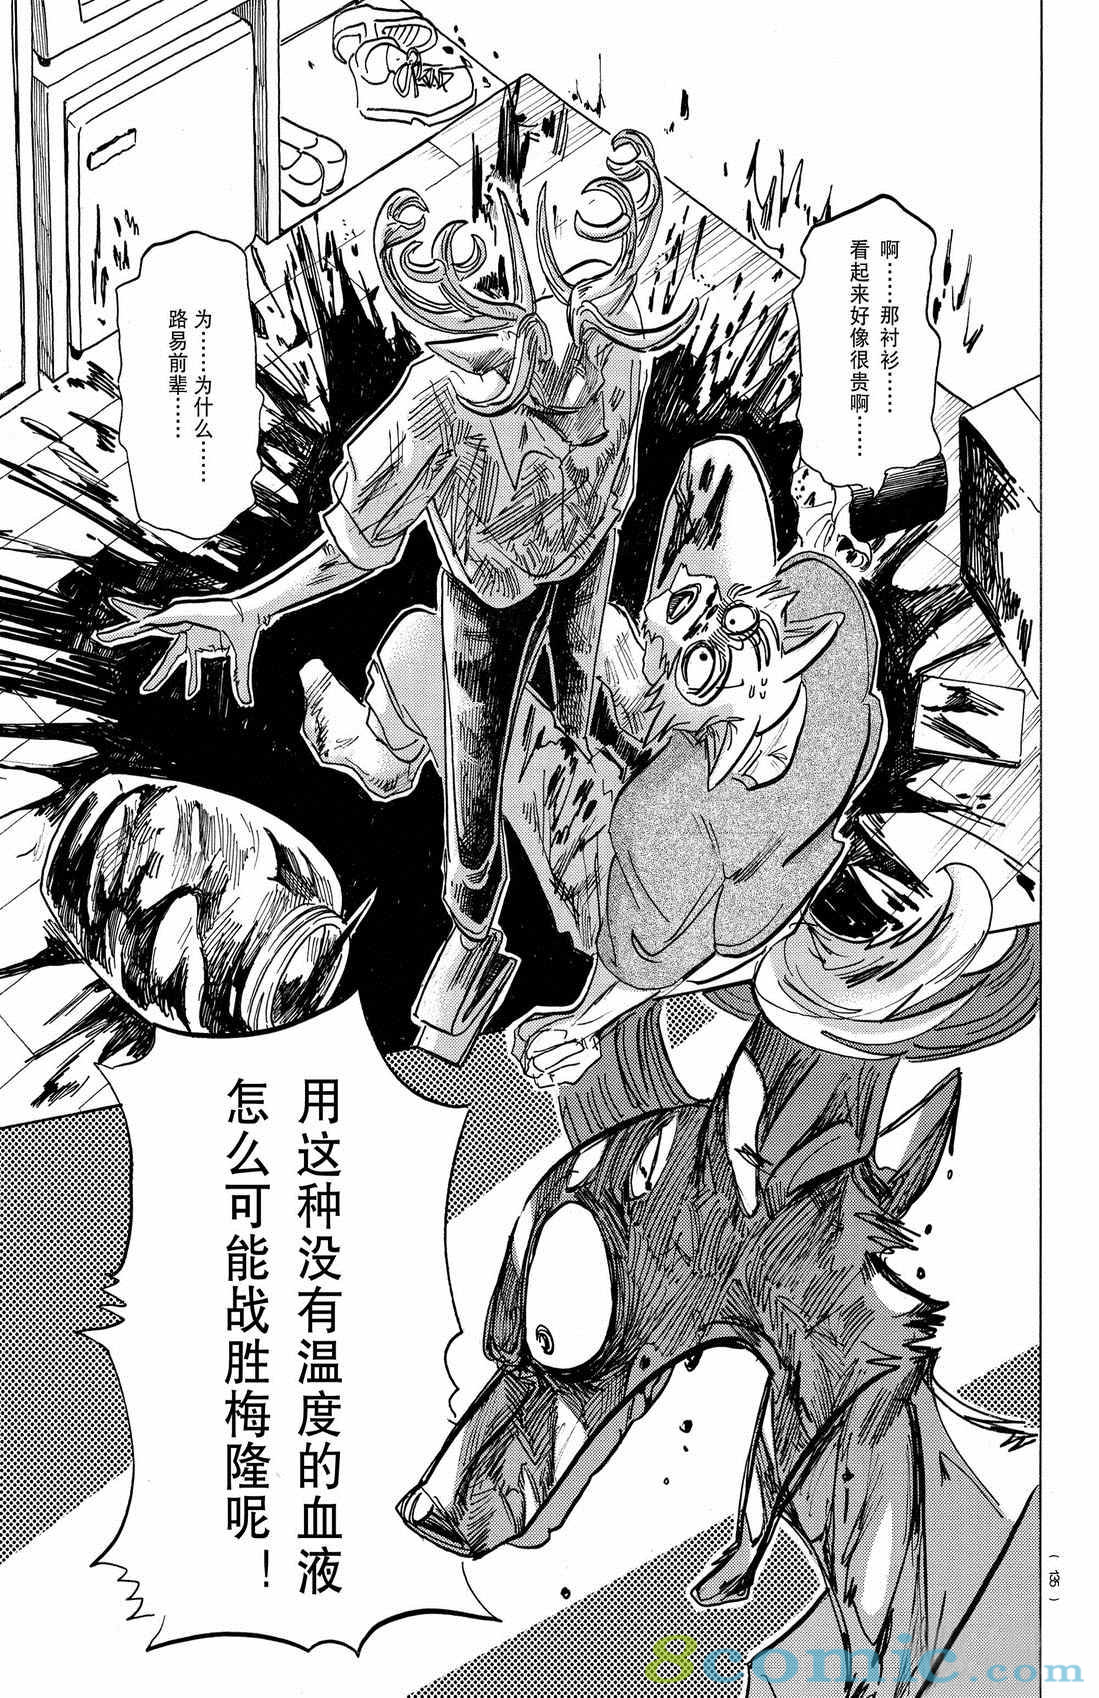 啊……那衬衫……
看起来好像很贵啊……
为……为什么……
路易前辈……
用这种没有温度的血液
怎么可能战胜梅隆呢！
(135)
8comic.com